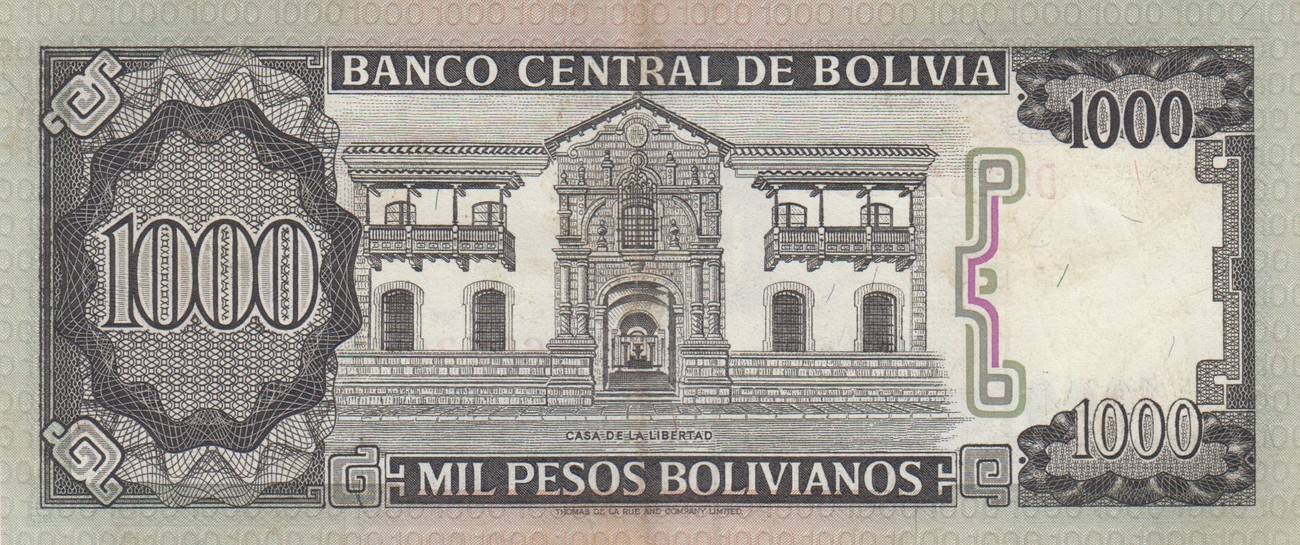 BANCO CENTRAL DE BOLIVIA
1000
1000
CASA DE LA LIBERTAD
1000
MIL PESOS BOLIVIANOS
THOMAS DE LA RUE AND COMPANY LIMITED.